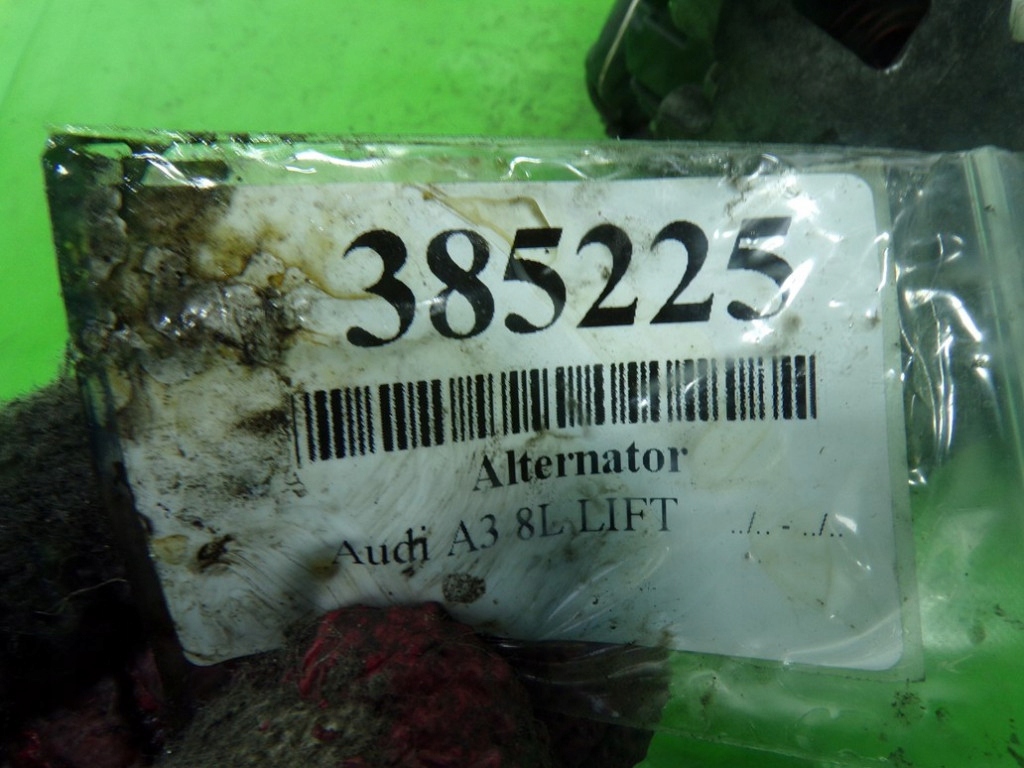 385225
Alternator
Audi A3 8L LIFT ../.. - ../..